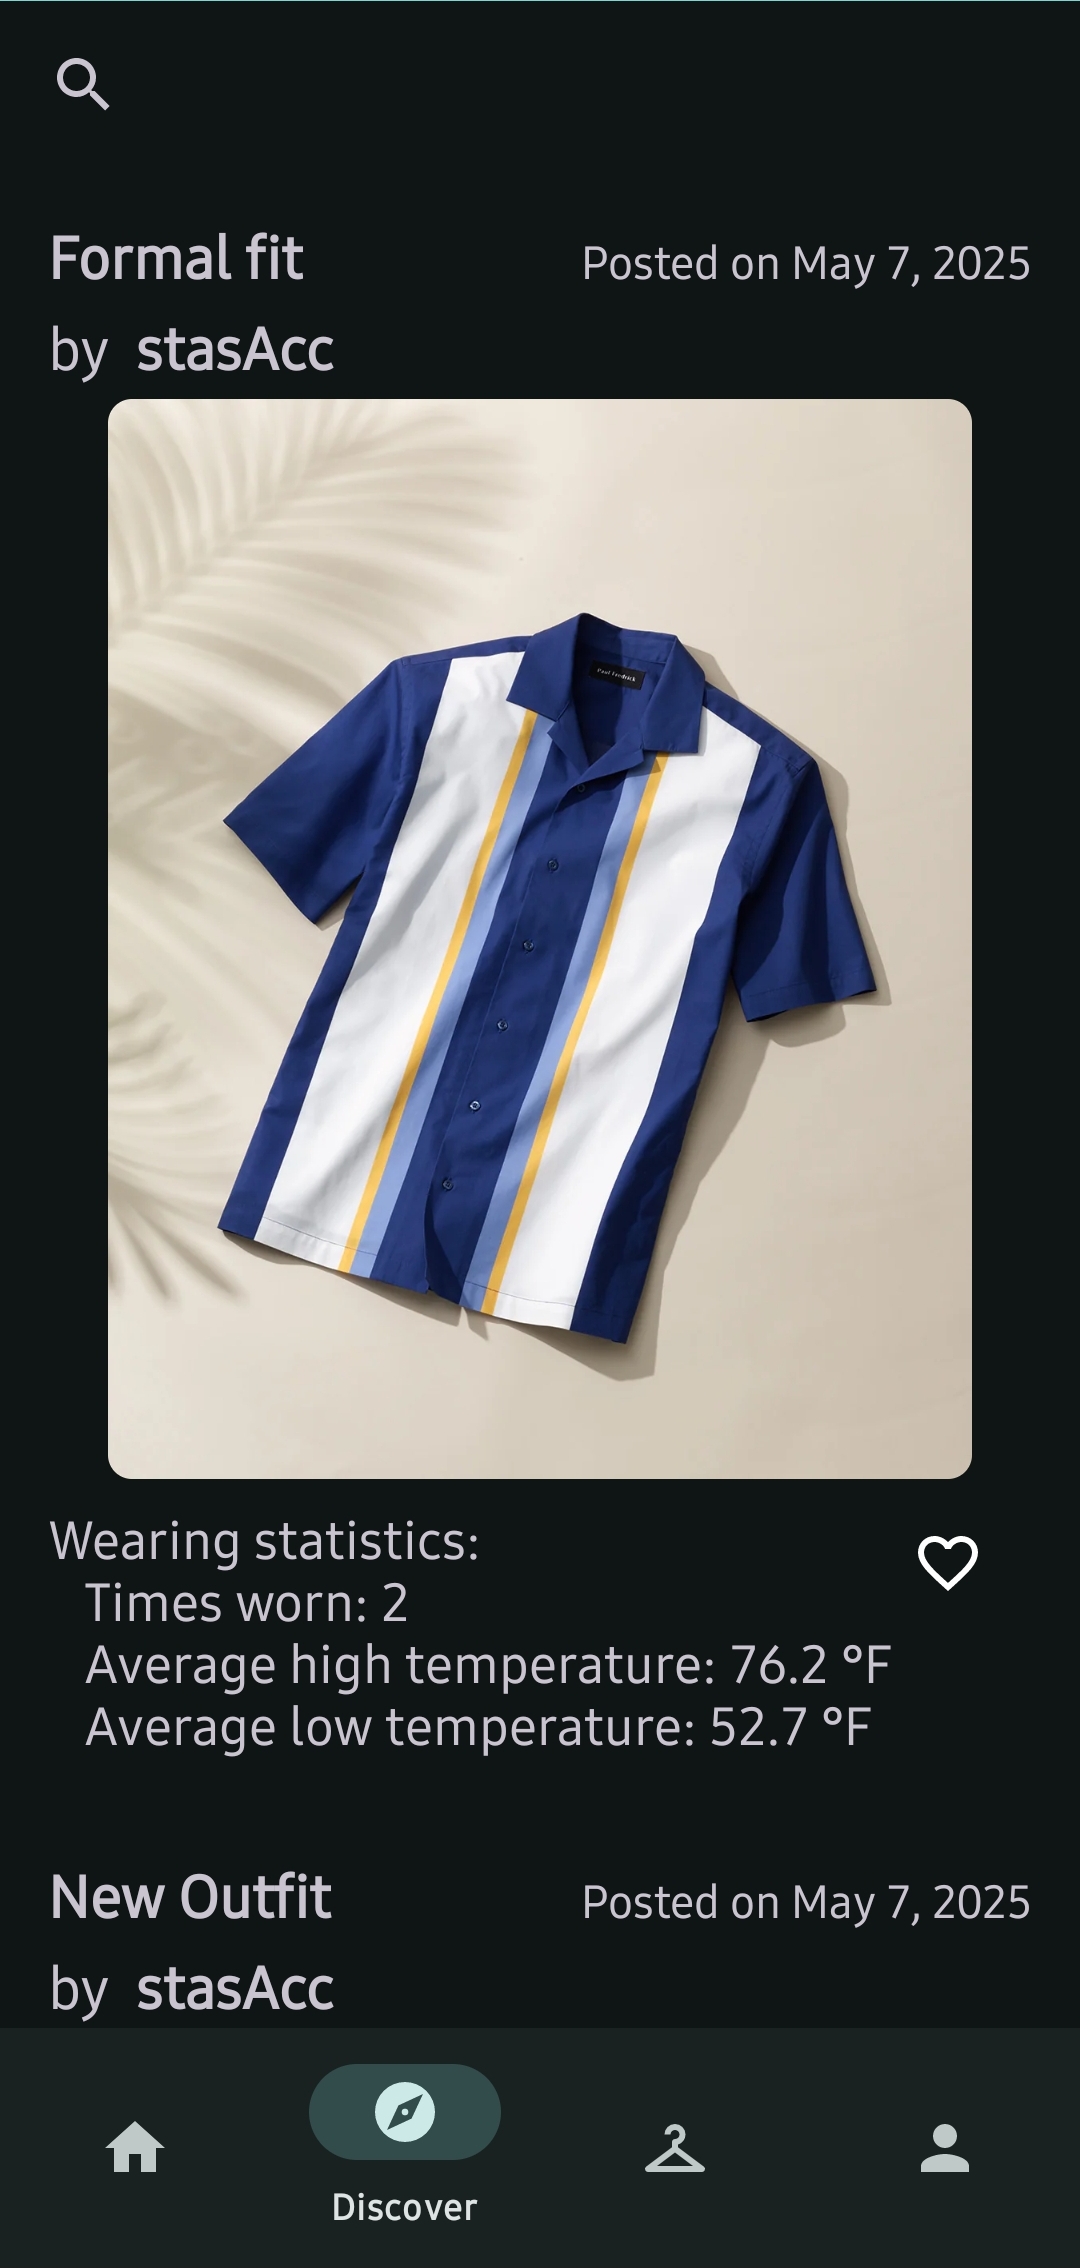 Formal fit
Posted on May 7, 2025
by stasAcc
Paul Fredrick
Wearing statistics:
Times worn: 2
Average high temperature: 76.2 °F
Average low temperature: 52.7 °F
New Outfit
Posted on May 7, 2025
by stasAcc
Discover